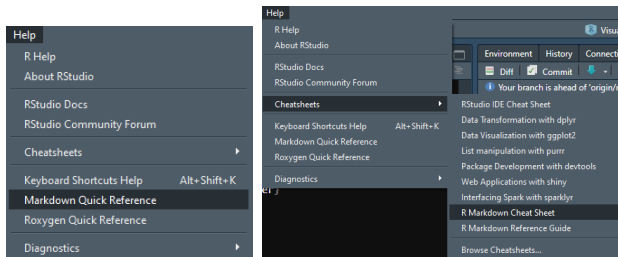 Help
R Help
About RStudio
RStudio Docs
RStudio Community Forum
Cheatsheets
Keyboard Shortcuts Help Alt+Shift+K
Markdown Quick Reference
Roxygen Quick Reference
Diagnostics
Help
R Help
About RStudio
RStudio Docs
RStudio Community Forum
Cheatsheets
Keyboard Shortcuts Help Alt+Shift+K
Markdown Quick Reference
Roxygen Quick Reference
Diagnostics
Environment History
Diff Commit
Your branch is ahead of 'origin/
RStudio IDE Cheat Sheet
Data Transformation with dplyr
Data Visualization with ggplot2
List manipulation with purrr
Package Development with devtools
Web Applications with shiny
Interfacing Spark with sparklyr
R Markdown Cheat Sheet
R Markdown Reference Guide
Browse Cheatsheets...